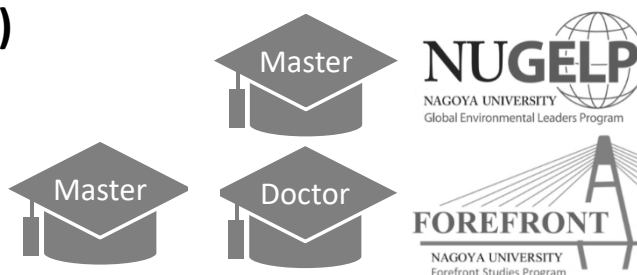 )
Master
NUGELP
NAGOYA UNIVERSITY
Global Environmental Leaders Program
Master
Doctor
FOREFRONT
NAGOYA UNIVERSITY
Forefront Studies Program